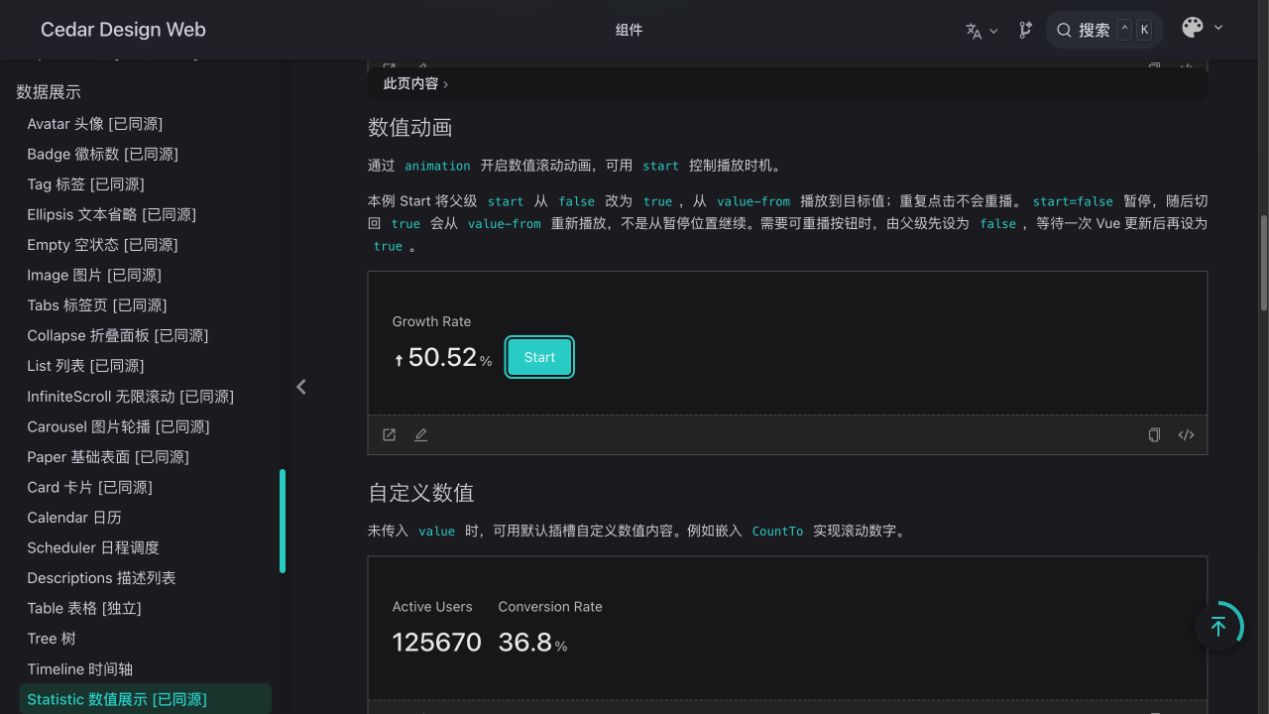 Cedar Design Web
组件
搜索
^
K
数据展示
Avatar 头像 [已同源]
Badge 徽标数 [已同源]
Tag 标签 [已同源]
Ellipsis 文本省略 [已同源]
Empty 空状态 [已同源]
Image 图片 [已同源]
Tabs 标签页 [已同源]
Collapse 折叠面板 [已同源]
List 列表 [已同源]
InfiniteScroll 无限滚动 [已同源]
Carousel 图片轮播 [已同源]
Paper 基础表面 [已同源]
Card 卡片 [已同源]
Calendar 日历
Scheduler 日程调度
Descriptions 描述列表
Table 表格 [独立]
Tree 树
Timeline 时间轴
Statistic 数值展示 [已同源]
此页内容 ›
数值动画
通过 animation 开启数值滚动动画，可用 start 控制播放时机。
本例 Start 将父级 start 从 false 改为 true ，从 value-from 播放到目标值；重复点击不会重播。 start=false 暂停，随后切
回 true 会从 value-from 重新播放，不是从暂停位置继续。需要可重播按钮时，由父级先设为 false ，等待一次 Vue 更新后再设为
true 。
Growth Rate
50.52 %
Start
自定义数值
未传入 value 时，可用默认插槽自定义数值内容。例如嵌入 CountTo 实现滚动数字。
Active Users
Conversion Rate
125670
36.8 %